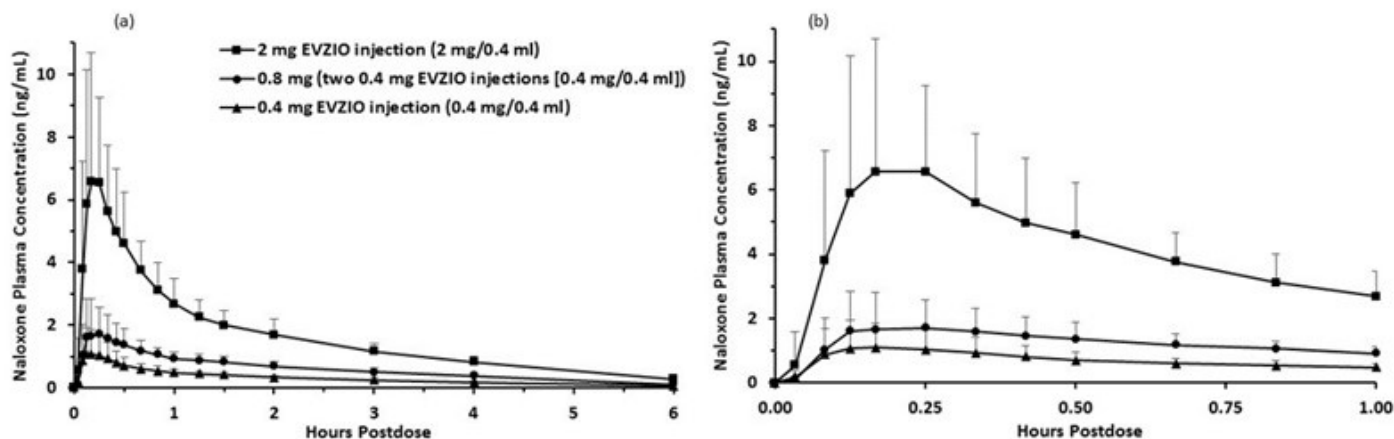 (a)
Naloxone Plasma Concentration (ng/mL)
10
8
6
4
2
0
2 mg EVZIO injection (2 mg/0.4 ml)
0.8 mg (two 0.4 mg EVZIO injections [0.4 mg/0.4 ml])
0.4 mg EVZIO injection (0.4 mg/0.4 ml)
0 1 2 3 4 5 6
Hours Postdose
(b)
Naloxone Plasma Concentration (ng/mL)
10
8
6
4
2
0
0.00 0.25 0.50 0.75 1.00
Hours Postdose